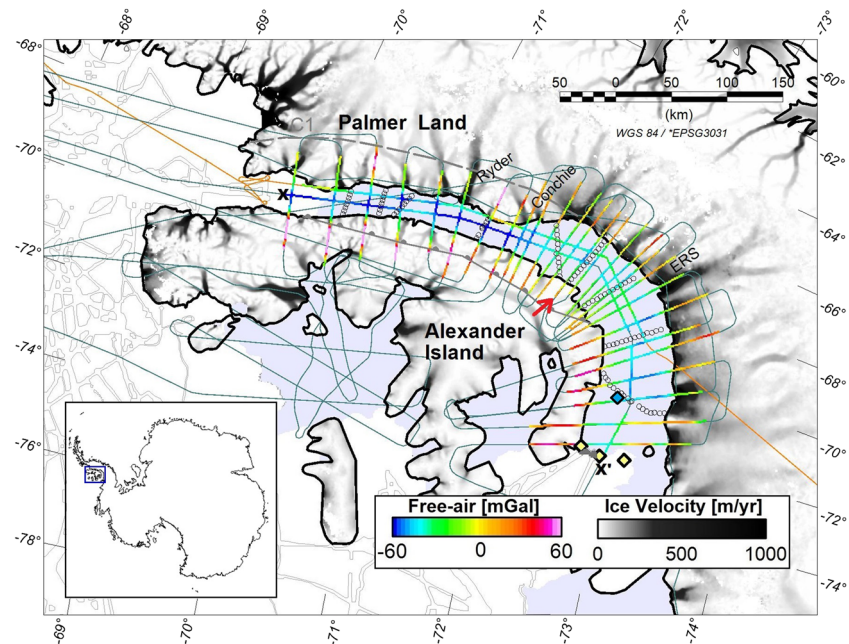 -68°
-69°
-70°
-71°
-72°
-73°
-68°
-70°
-72°
-74°
-76°
-78°
-60°
-62°
-64°
-66°
-68°
-70°
-72°
-74°
50 0 50 100 150
(km)
WGS 84 / *EPSG3031
C1
Palmer Land
Ryder
Conchie
ERS
X
Alexander
Island
X'
Free-air [mGal]
-60 0 60
Ice Velocity [m/yr]
0 500 1000
-69°
-70°
-71°
-72°
-73°
-74°